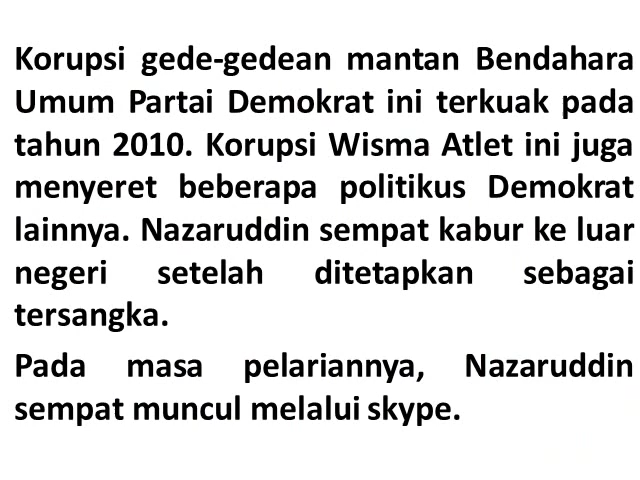 Korupsi gede-gedean mantan Bendahara
Umum Partai Demokrat ini terkuak pada
tahun 2010. Korupsi Wisma Atlet ini juga
menyeret beberapa politikus Demokrat
lainnya. Nazaruddin sempat kabur ke luar
negeri setelah ditetapkan sebagai
tersangka.
Pada masa pelariannya, Nazaruddin
sempat muncul melalui skype.